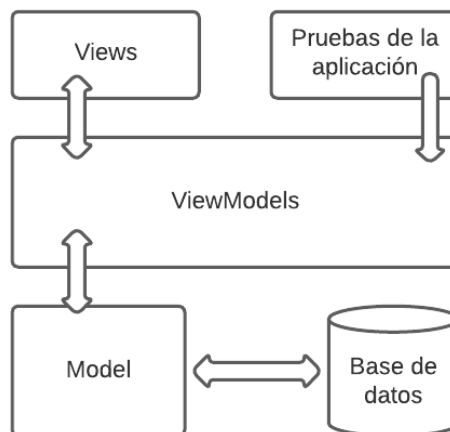 Views
Pruebas de la
aplicación
ViewModels
Model
Base de
datos